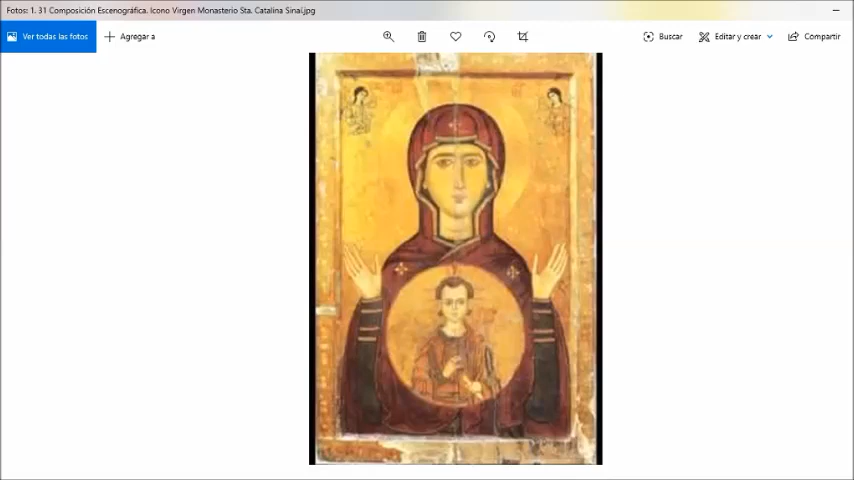 Fotos: 1. 31 Composición Escenográfica. Icono Virgen Monasterio Sta. Catalina Sinaí.jpg
Ver todas las fotos
Agregar a
Buscar
Editar y crear
Compartir